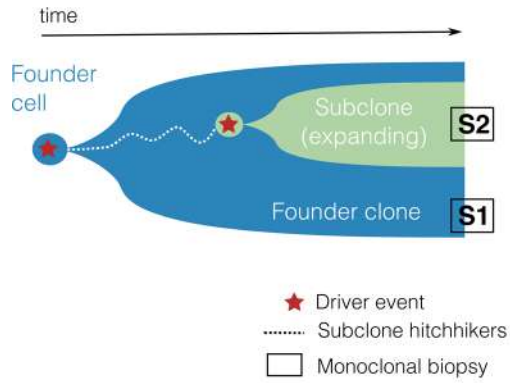 time
Founder
cell
Subclone
(expanding)
S2
Founder clone
S1
Driver event
Subclone hitchhikers
Monoclonal biopsy